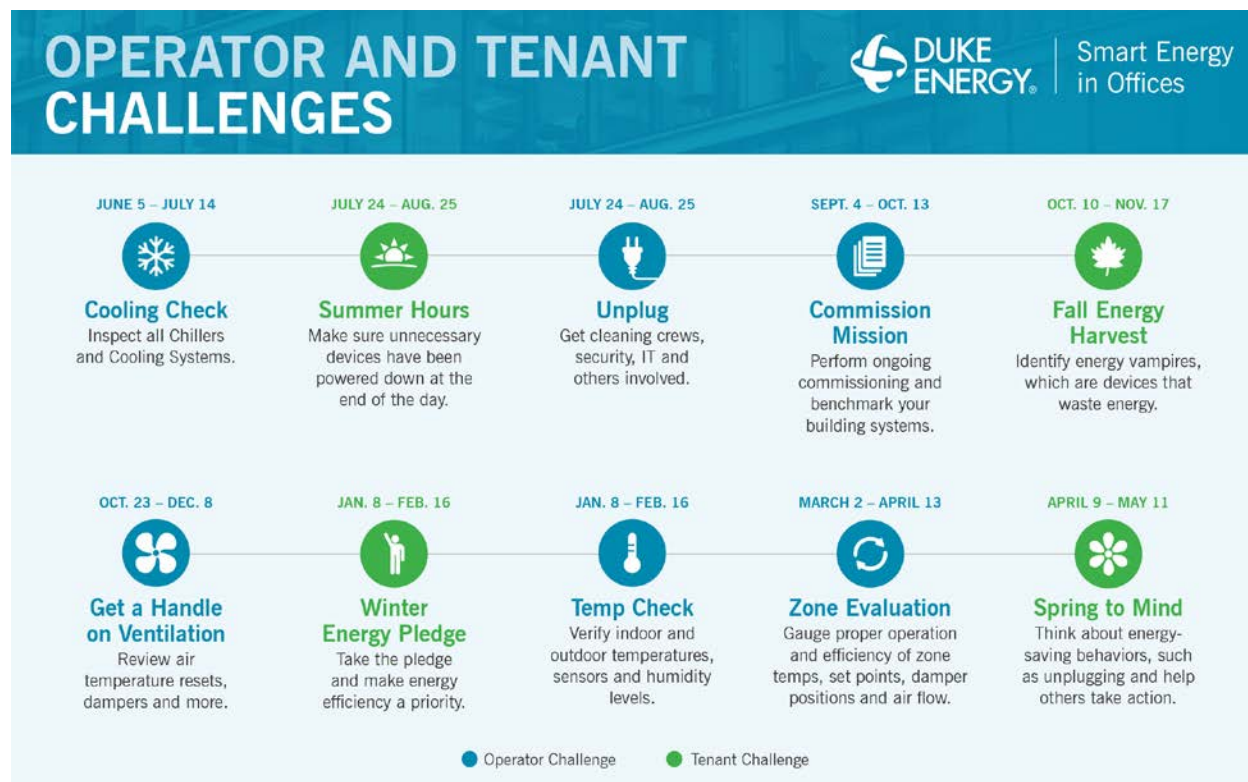 OPERATOR AND TENANT
CHALLENGES
DUKE
ENERGY®
Smart Energy
in Offices
JUNE 5 – JULY 14
Cooling Check
Inspect all Chillers
and Cooling Systems.
JULY 24 – AUG. 25
Summer Hours
Make sure unnecessary
devices have been
powered down at the
end of the day.
JULY 24 – AUG. 25
Unplug
Get cleaning crews,
security, IT and
others involved.
SEPT. 4 – OCT. 13
Commission
Mission
Perform ongoing
commissioning and
benchmark your
building systems.
OCT. 10 – NOV. 17
Fall Energy
Harvest
Identify energy vampires,
which are devices that
waste energy.
OCT. 23 – DEC. 8
Get a Handle
on Ventilation
Review air
temperature resets,
dampers and more.
JAN. 8 – FEB. 16
Winter
Energy Pledge
Take the pledge
and make energy
efficiency a priority.
JAN. 8 – FEB. 16
Temp Check
Verify indoor and
outdoor temperatures,
sensors and humidity
levels.
MARCH 2 – APRIL 13
Zone Evaluation
Gauge proper operation
and efficiency of zone
temps, set points, damper
positions and air flow.
APRIL 9 – MAY 11
Spring to Mind
Think about energy-
saving behaviors, such
as unplugging and help
others take action.
Operator Challenge
Tenant Challenge